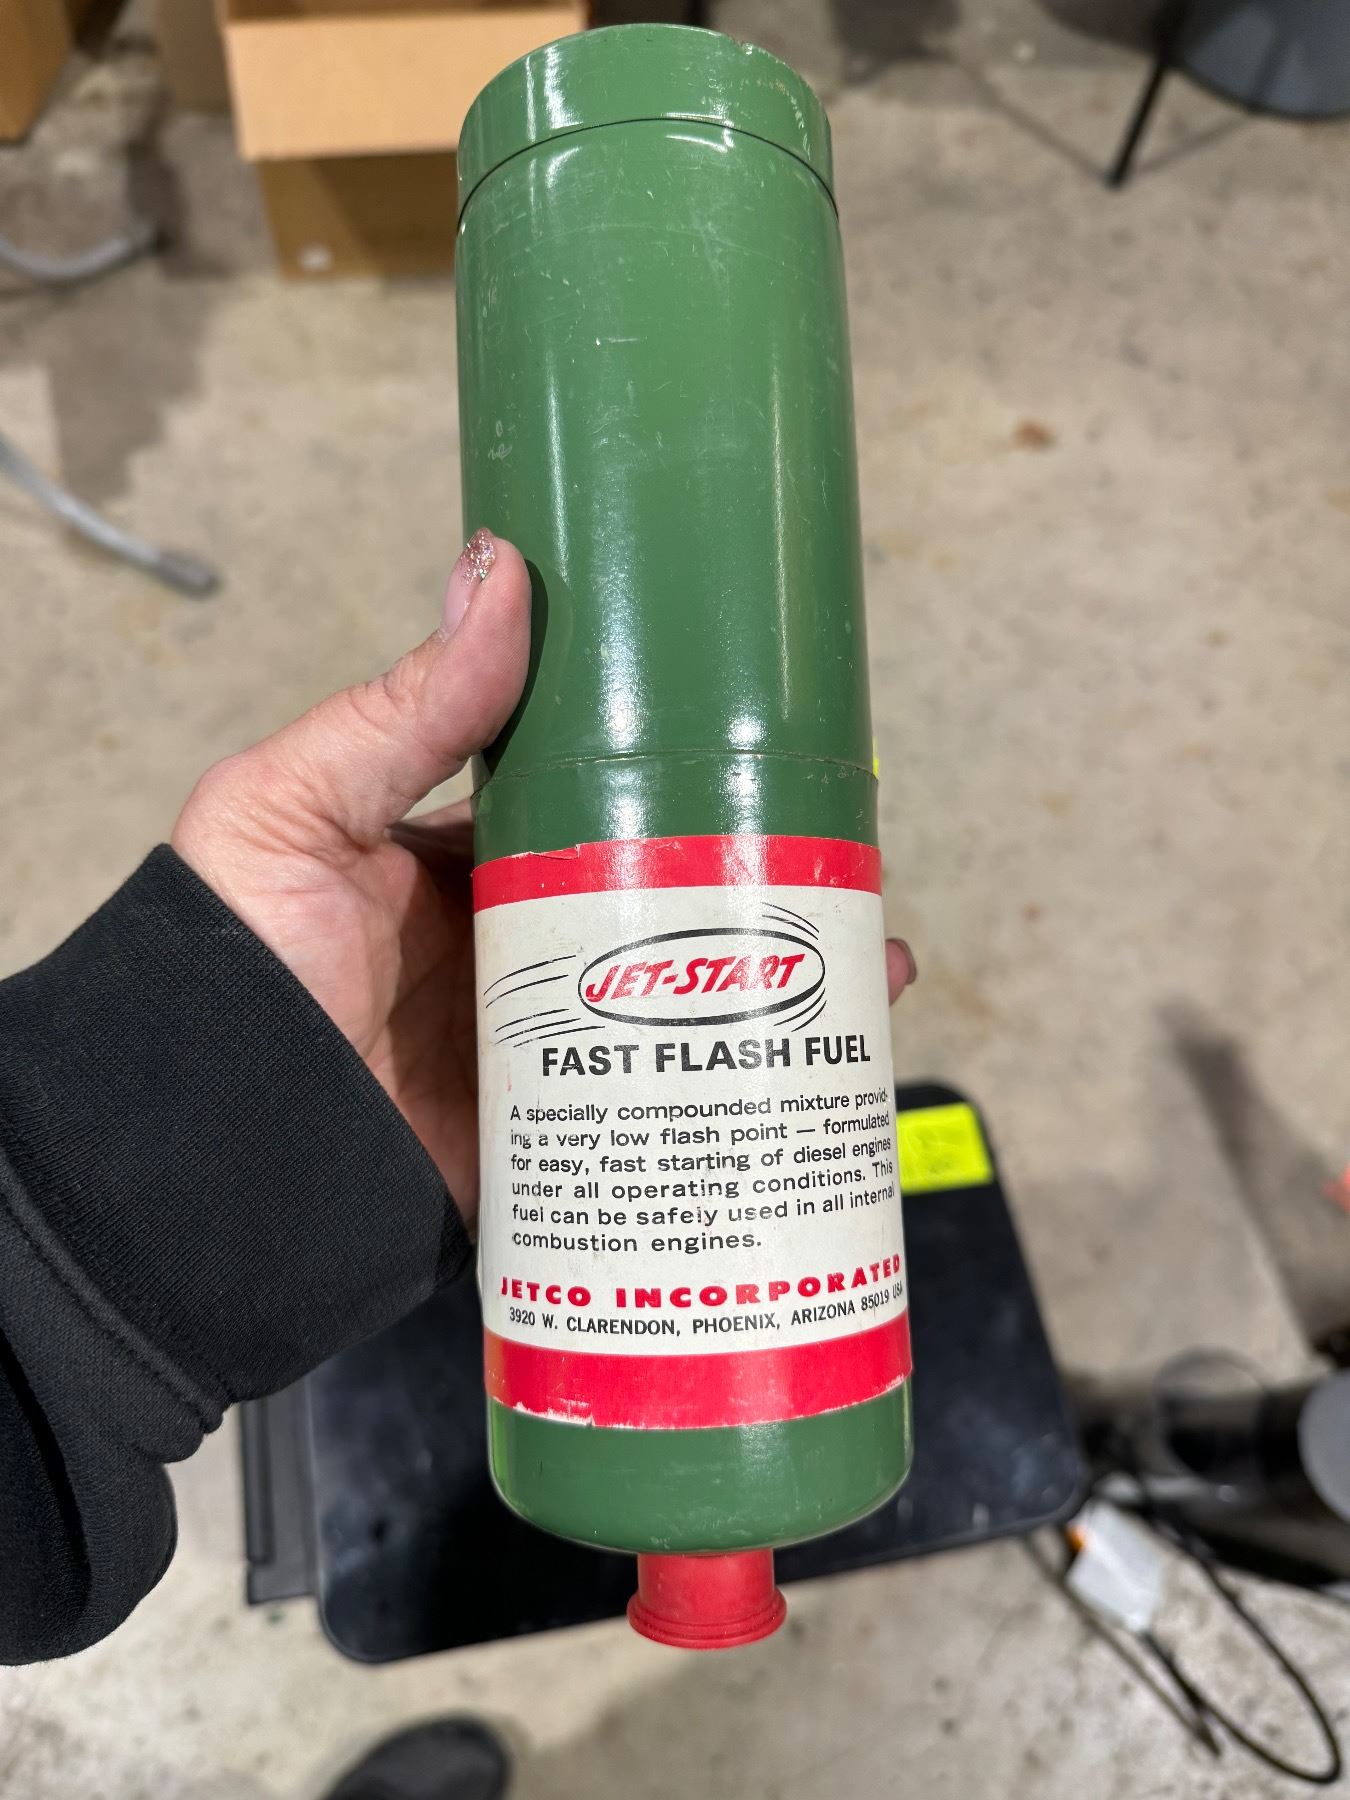 JET-START
FAST FLASH FUEL
A specially compounded mixture provid-
ing a very low flash point — formulated
for easy, fast starting of diesel engines
under all operating conditions. This
fuel can be safely used in all internal
combustion engines.
JETCO INCORPORATED
3920 W. CLARENDON, PHOENIX, ARIZONA 85019 USA